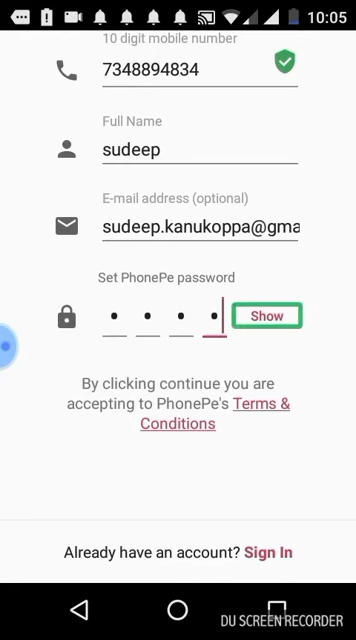 10:05
10 digit mobile number
7348894834
Full Name
sudeep
E-mail address (optional)
sudeep.kanukoppa@gma
Set PhonePe password
Show
By clicking continue you are
accepting to PhonePe's Terms &
Conditions
Already have an account? Sign In
DU SCREEN RECORDER